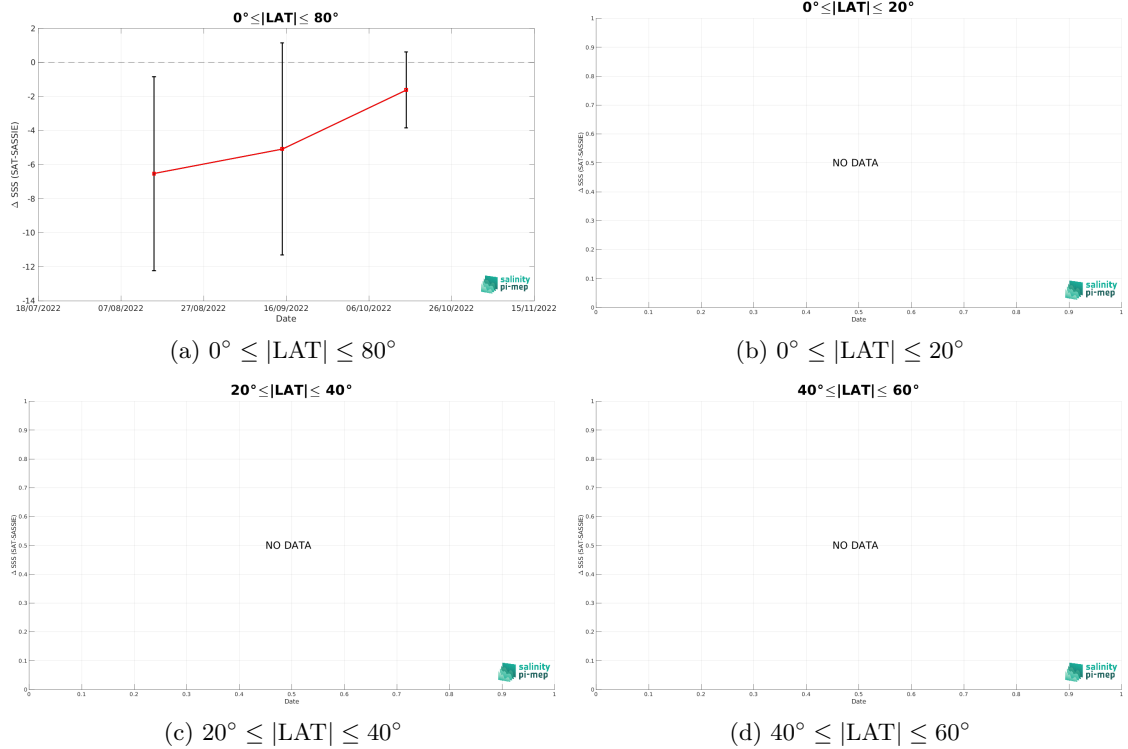 0°≤|LAT|≤ 80°
Δ SSS (SAT-SASSIE)
0
-2
-4
-6
-8
-10
-12
-14
18/07/2022 07/08/2022 27/08/2022 16/09/2022 06/10/2022 26/10/2022 15/11/2022
Date
salinity
pi-mep
(a) 0° ≤ |LAT| ≤ 80°
0°≤|LAT|≤ 20°
Δ SSS (SAT-SASSIE)
1
0.9
0.8
0.7
0.6
0.5
0.4
0.3
0.2
0.1
0
NO DATA
0 0.1 0.2 0.3 0.4 0.5 0.6 0.7 0.8 0.9 1
Date
salinity
pi-mep
(b) 0° ≤ |LAT| ≤ 20°
20°≤|LAT|≤ 40°
Δ SSS (SAT-SASSIE)
1
0.9
0.8
0.7
0.6
0.5
0.4
0.3
0.2
0.1
0
NO DATA
0 0.1 0.2 0.3 0.4 0.5 0.6 0.7 0.8 0.9 1
Date
salinity
pi-mep
(c) 20° ≤ |LAT| ≤ 40°
40°≤|LAT|≤ 60°
Δ SSS (SAT-SASSIE)
1
0.9
0.8
0.7
0.6
0.5
0.4
0.3
0.2
0.1
0
NO DATA
0 0.1 0.2 0.3 0.4 0.5 0.6 0.7 0.8 0.9 1
Date
salinity
pi-mep
(d) 40° ≤ |LAT| ≤ 60°